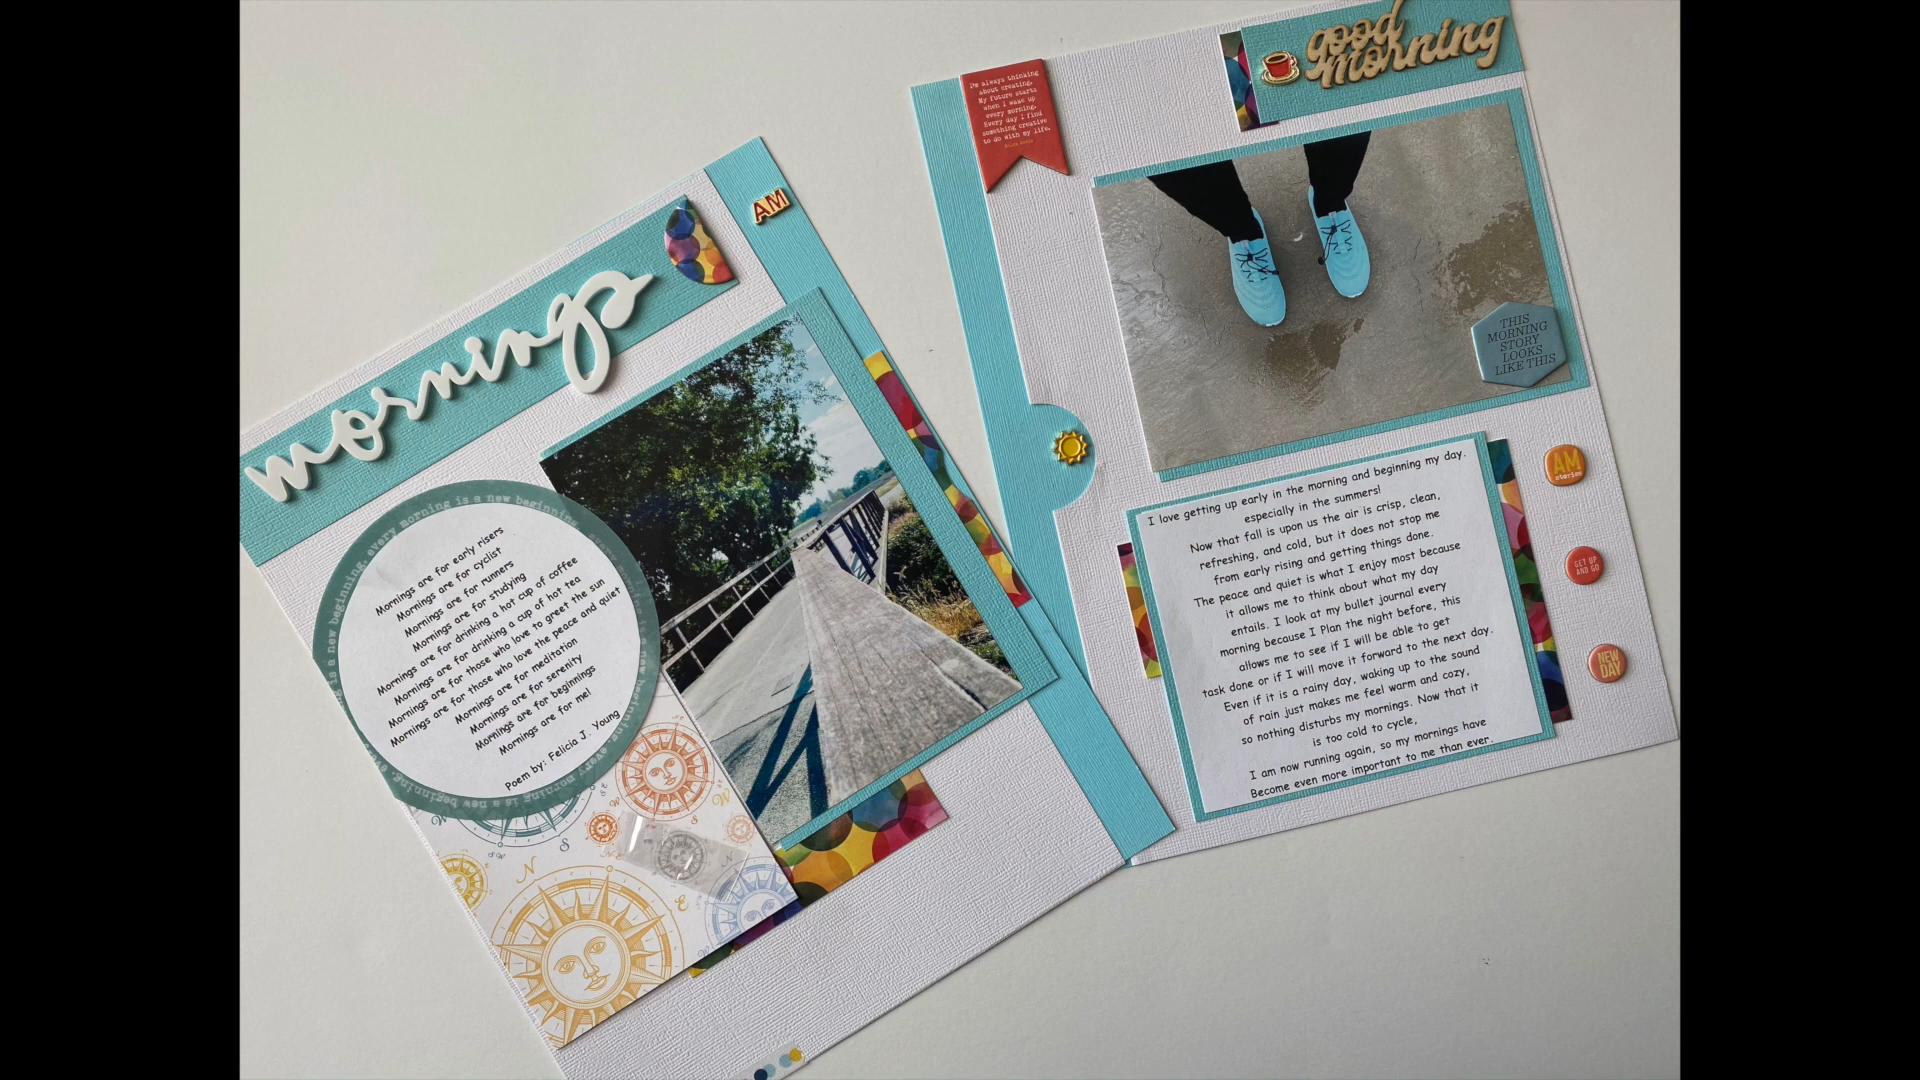 mornings
AM
every morning is a new beginning.
Mornings are for early risers
Mornings are for cyclist
Mornings are for runners
Mornings are for studying
Mornings are for drinking a hot cup of coffee
Mornings are for drinking a cup of hot tea
Mornings are for those who love to greet the sun
Mornings are for those who love the peace and quiet
Mornings are for meditation
Mornings are for serenity
Mornings are for beginnings
Mornings are for me!
Poem by: Felicia J. Young
N
S
E
W
I'm always thinking
about creating.
My future starts
when I wake up
every morning.
Every day I find
something creative
to do with my life.
good
morning
THIS
MORNING
STORY
LOOKS
LIKE THIS
I love getting up early in the morning and beginning my day.
especially in the summers!
Now that fall is upon us the air is crisp, clean,
refreshing, and cold, but it does not stop me
from early rising and getting things done.
The peace and quiet is what I enjoy most because
it allows me to think about what my day
entails. I look at my bullet journal every
morning because I Plan the night before, this
allows me to see if I will be able to get
task done or if I will move it forward to the next day.
Even if it is a rainy day, waking up to the sound
of rain just makes me feel warm and cozy,
so nothing disturbs my mornings. Now that it
is too cold to cycle,
I am now running again, so my mornings have
Become even more important to me than ever.
AM
stories
GET UP
AND GO
NEW
DAY